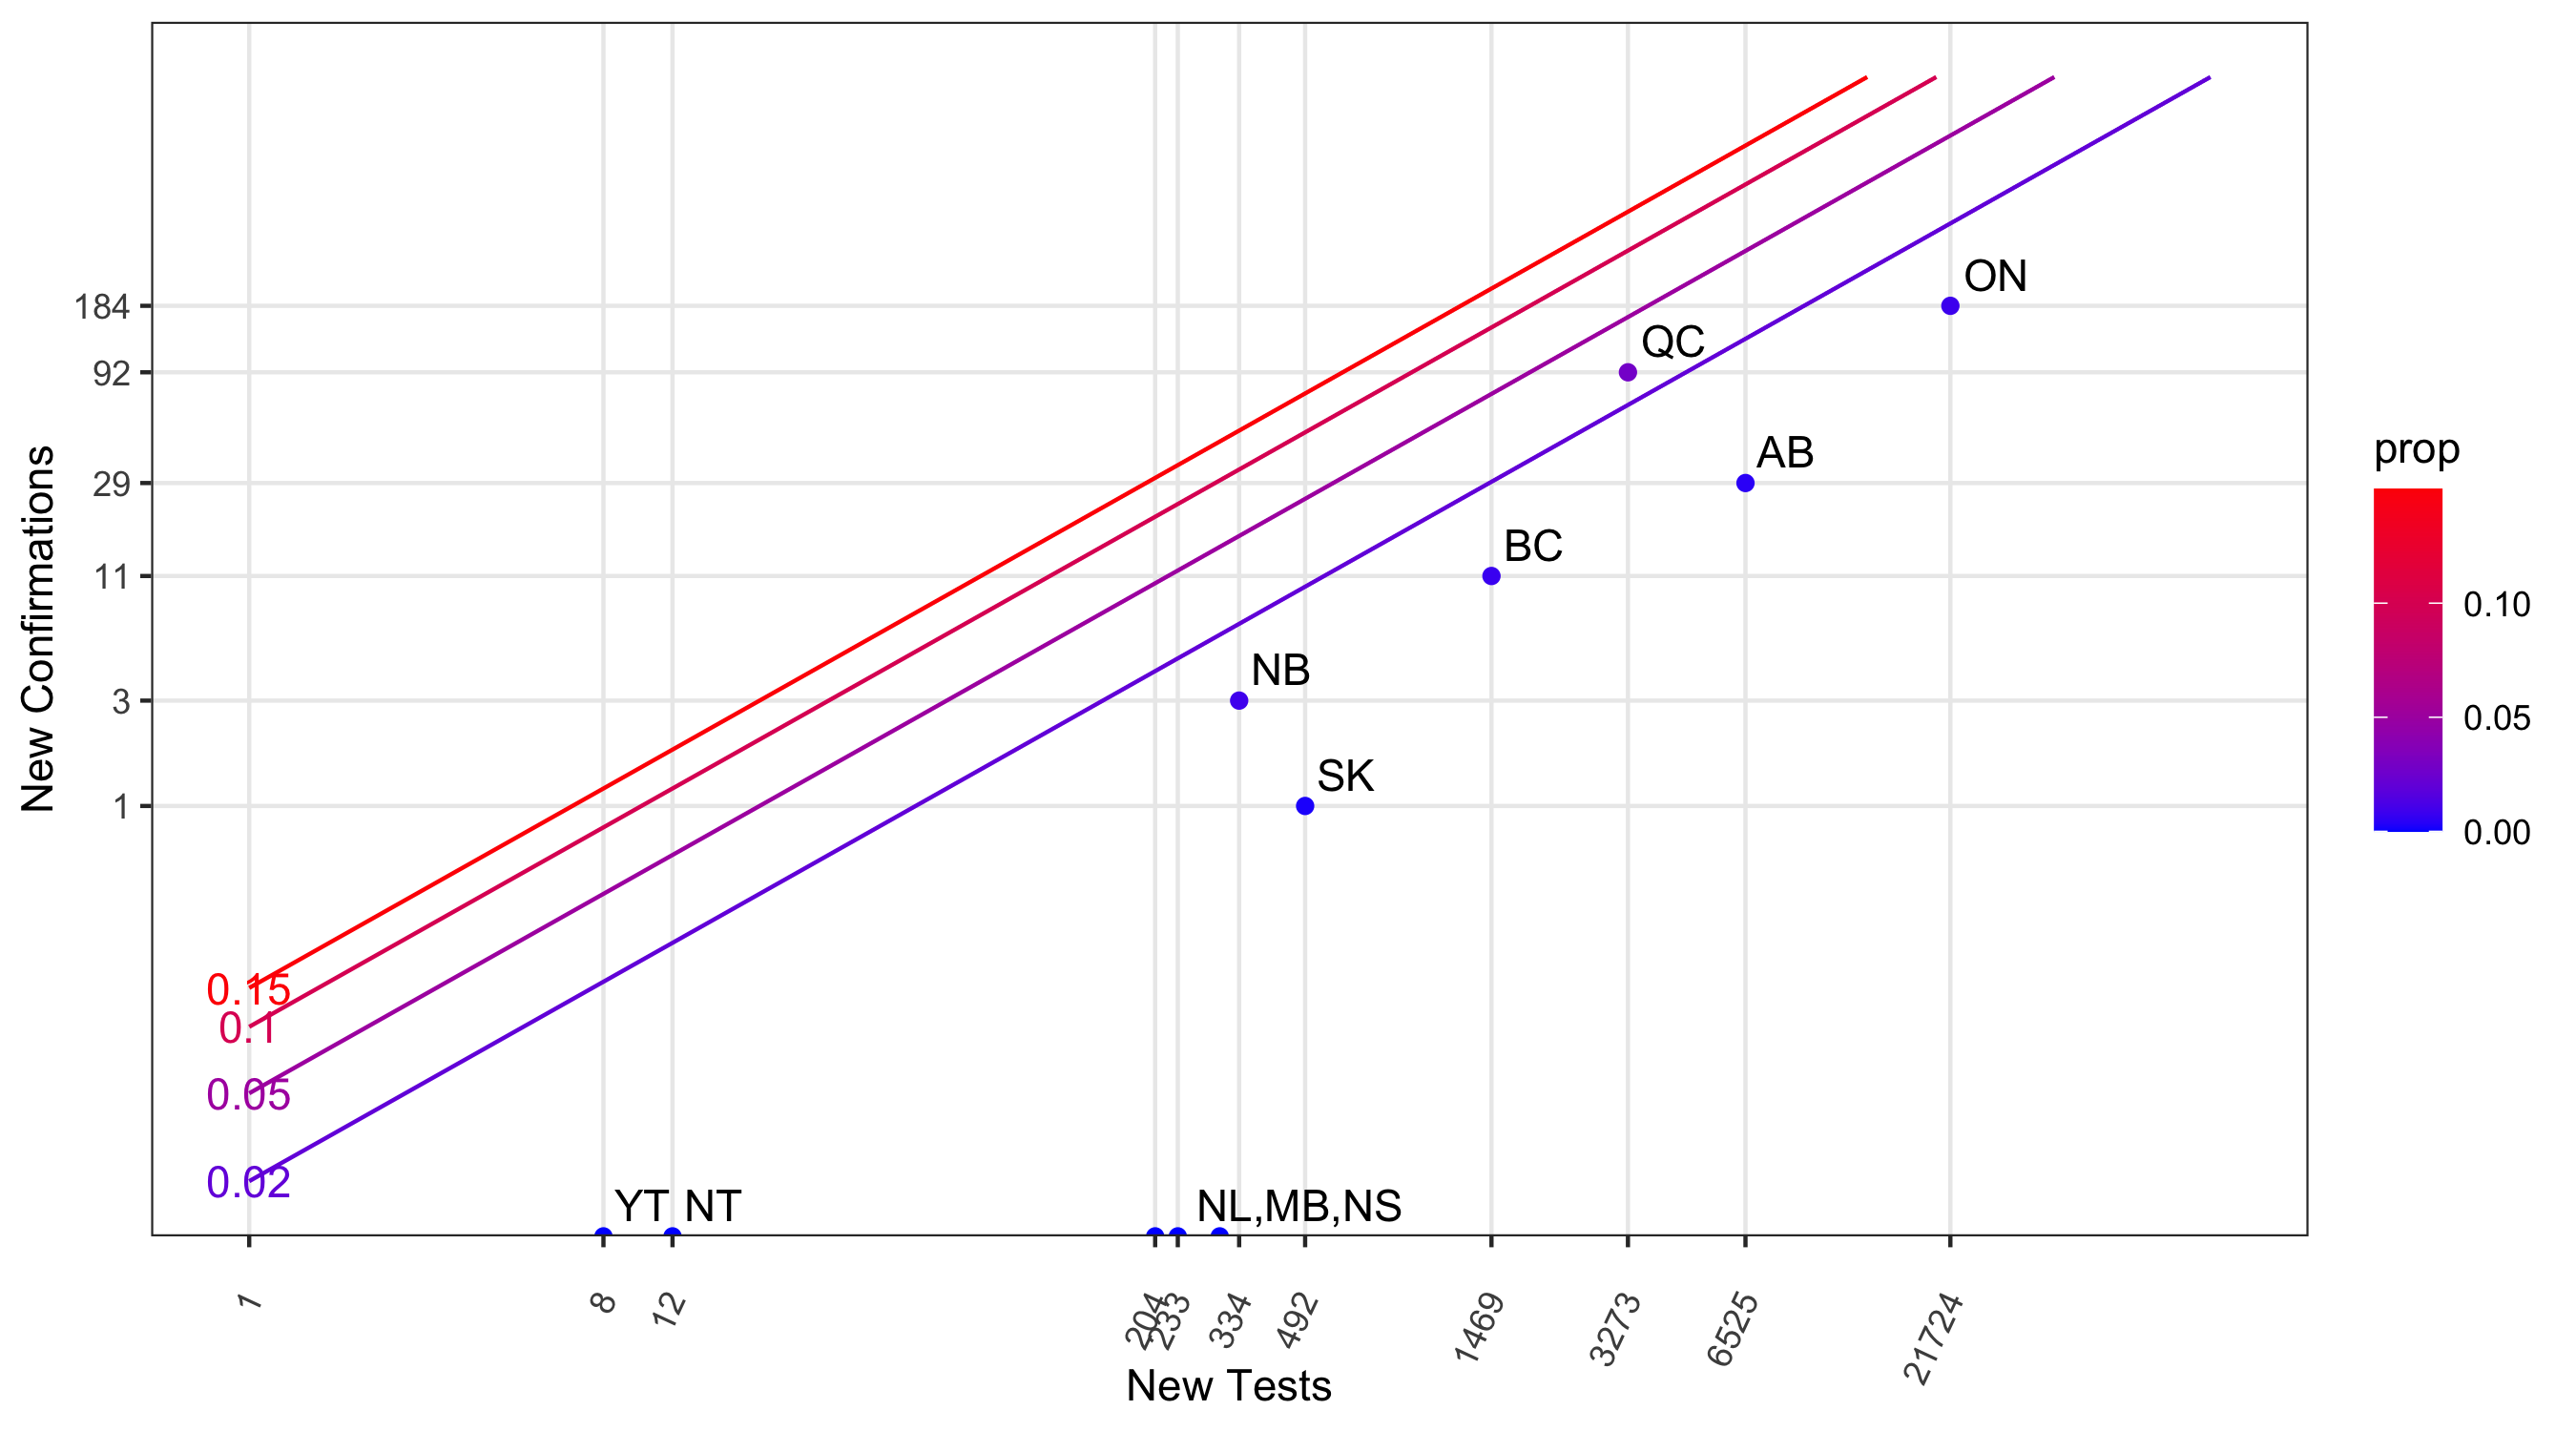 ON
184
QC
92
prop
AB
29
BC
11
0.10
0.05
0.00
NB
3
SK
1
New Confirmations
0.15
0.1
0.05
0.02
YT NT NL,MB,NS
1 8 12 204 233 334 492 1469 3273 6525 21724
New Tests